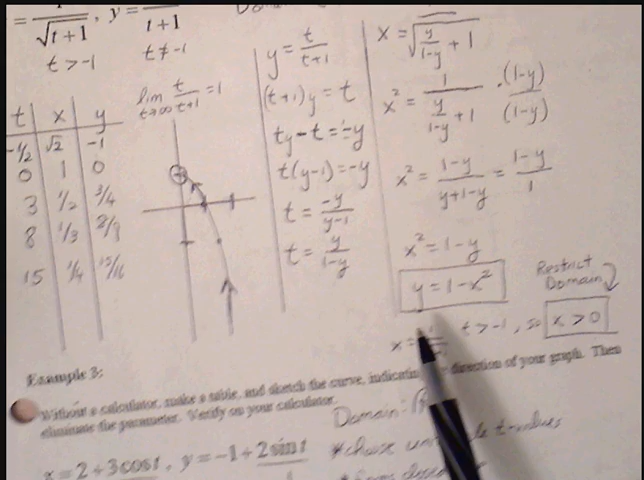 = √t+1 , y = t+1
t > -1 t ≠ -1
t x y
-1/2 √2 -1
0 1 0
3 1/2 3/4
8 1/3 8/9
15 1/4 15/16
lim t/t+1 = 1
t→∞
y = t/t+1
(t+1)y = t
ty - t = -y
t(y-1) = -y
t = -y/y-1
t = y/1-y
x = √y/1-y + 1
x² = 1/y/1-y + 1 · (1-y)/(1-y)
x² = 1-y/y+1-y = 1-y/1
x² = 1-y
y = 1-x²
Restrict
Domain
x = t > -1, so x > 0
Example 3:
Without a calculator, make a table, and sketch the curve, indicating direction of your graph. Then
eliminate the parameter. Verify on your calculator.
Domain:
x = 2+3cost, y = -1+2sint
*choose t-values